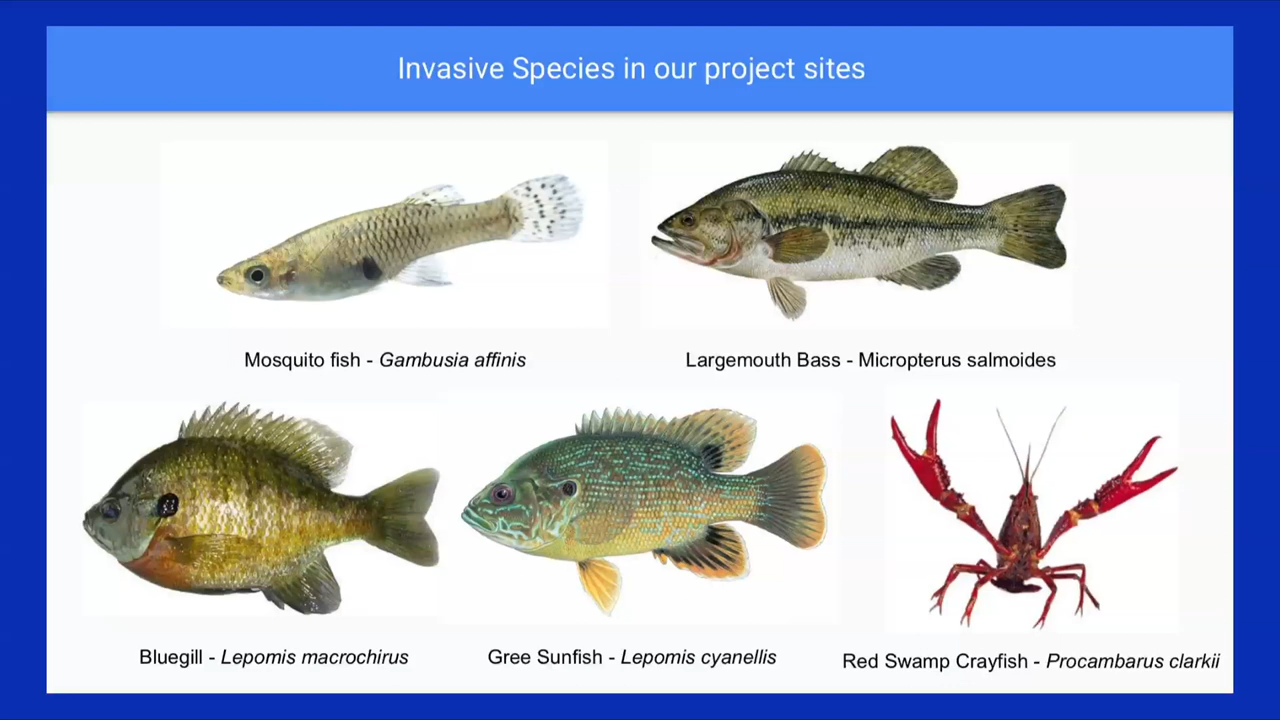 Invasive Species in our project sites
Mosquito fish - Gambusia affinis
Largemouth Bass - Micropterus salmoides
Bluegill - Lepomis macrochirus
Gree Sunfish - Lepomis cyanellis
Red Swamp Crayfish - Procambarus clarkii